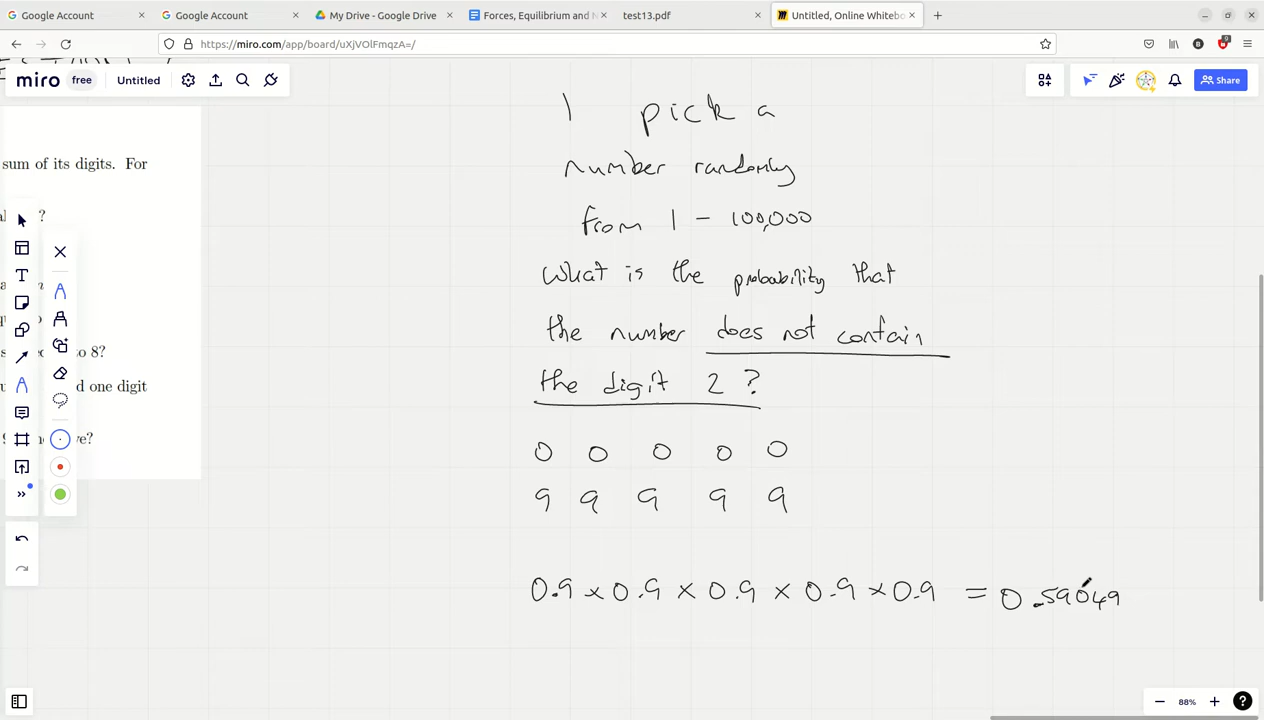 Google Account
Google Account
My Drive - Google Drive
Forces, Equilibrium and N
test13.pdf
Untitled, Online Whitebo
https://miro.com/app/board/uXjVOlFmqzA=/
miro
free
Untitled
Share
sum of its digits. For
?
o 8?
d one digit
ve?
I pick a
number randomly
from 1 - 100,000
What is the probability that
the number does not contain
the digit 2 ?
0 0 0 0 0
9 9 9 9 9
0.9 × 0.9 × 0.9 × 0.9 × 0.9 = 0.59049
88%